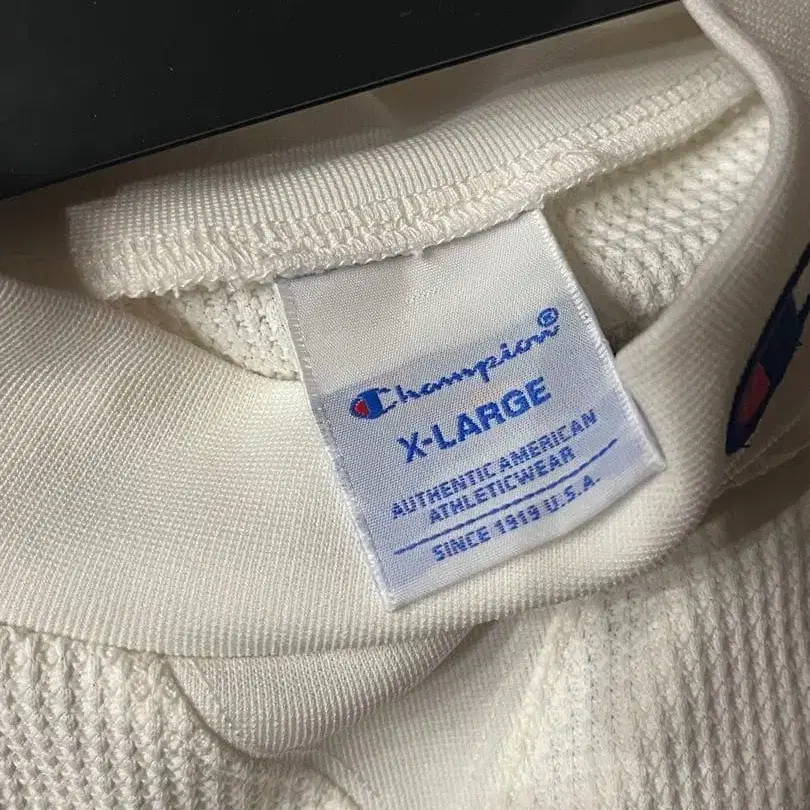 Champion®
X-LARGE
AUTHENTIC AMERICAN
ATHLETICWEAR
SINCE 1919 U.S.A.